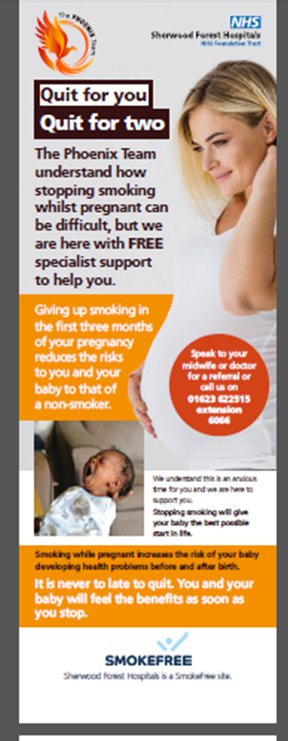 The PHOENIX Team
NHS
Sherwood Forest Hospitals
NHS Foundation Trust
Quit for you
Quit for two
The Phoenix Team
understand how
stopping smoking
whilst pregnant can
be difficult, but we
are here with FREE
specialist support
to help you.
Giving up smoking in
the first three months
of your pregnancy
reduces the risks
to you and your
baby to that of
a non-smoker.
Speak to your
midwife or doctor
for a referral or
call us on
01623 622515
extension
6066
We understand this is an anxious
time for you and we are here to
support you.
Stopping smoking will give
your baby the best possible
start in life.
Smoking while pregnant increases the risk of your baby
developing health problems before and after birth.
It is never to late to quit. You and your
baby will feel the benefits as soon as
you stop.
SMOKEFREE
Sherwood Forest Hospitals is a Smokefree site.